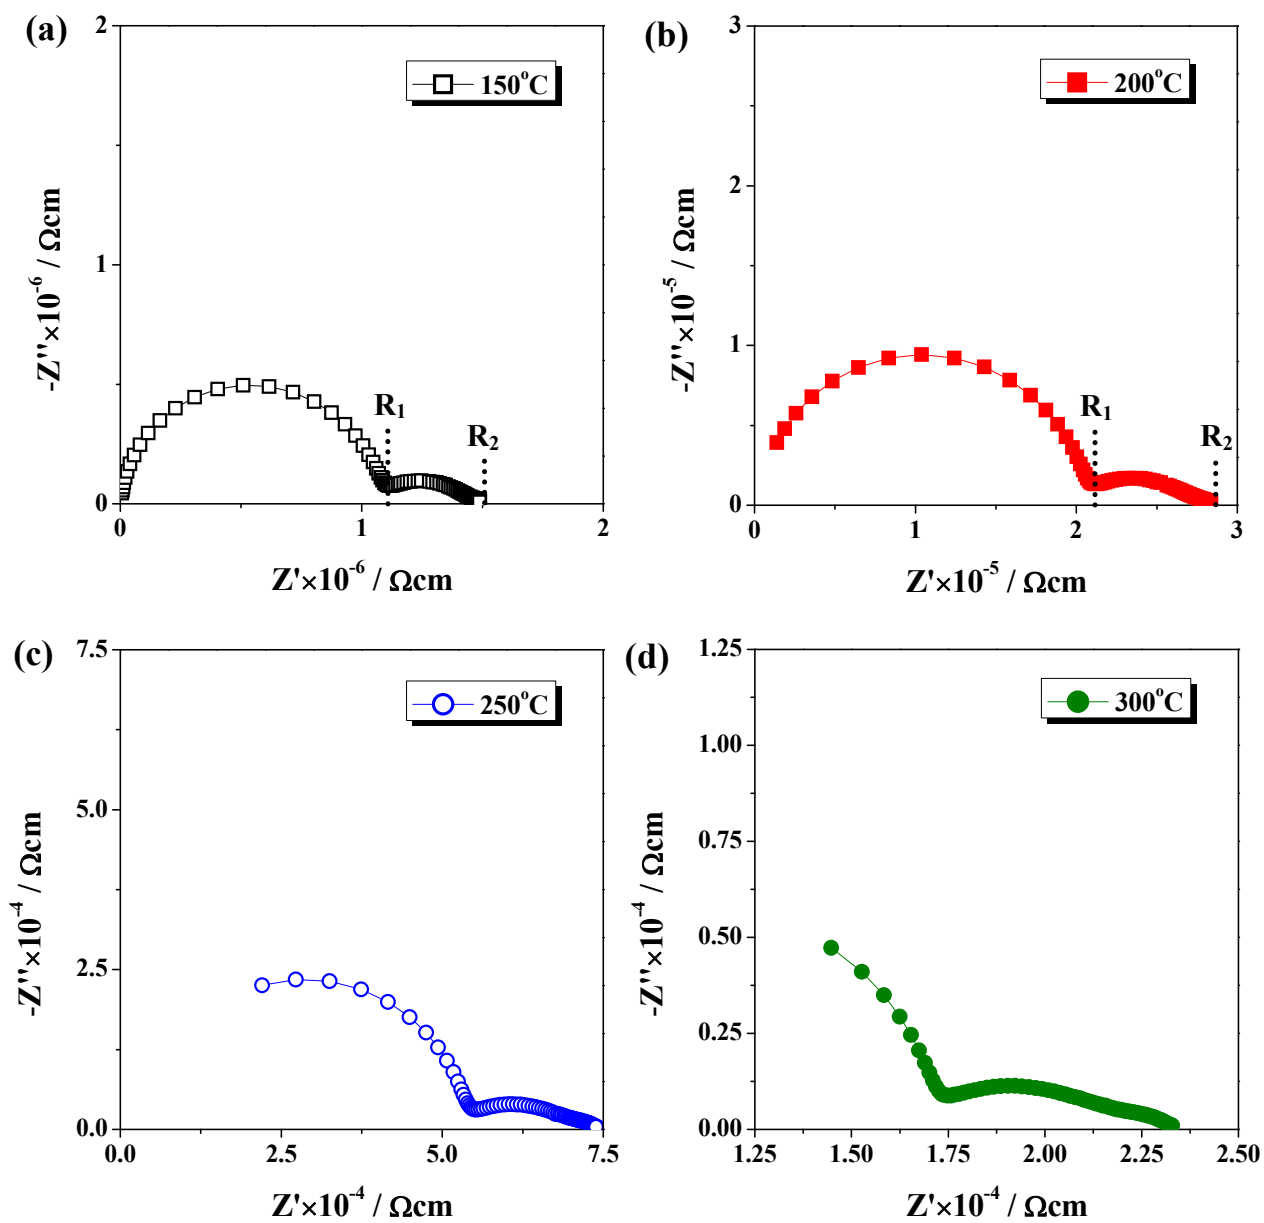 (a)
2
1
0
0
1
2
150°C
R₁
R₂
-Z''×10⁻⁶ / Ωcm
Z'×10⁻⁶ / Ωcm
(b)
3
2
1
0
1
2
3
200°C
R₁
R₂
-Z''×10⁻⁵ / Ωcm
Z'×10⁻⁵ / Ωcm
(c)
7.5
5.0
2.5
0.0
0.0
2.5
5.0
7.5
250°C
-Z''×10⁻⁴ / Ωcm
Z'×10⁻⁴ / Ωcm
(d)
1.25
1.00
0.75
0.50
0.25
0.00
1.25
1.50
1.75
2.00
2.25
2.50
300°C
-Z''×10⁻⁴ / Ωcm
Z'×10⁻⁴ / Ωcm